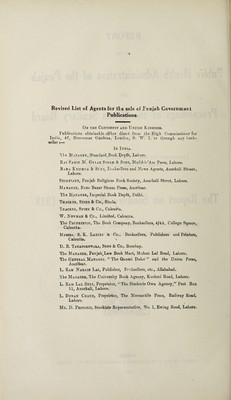 Revised List of Agents for the sale of Punjab Government
Publications.
ON THE CONTINENT AND UNITED KINGDOM.
Publications obtainable either direct from the High Commissioner for
India, 42, Grosvenor Gardens, London, S. W. 1. or through any book-
seller :—
IN INDIA.
The MANAGER, Standard Book Depôt, Lahore.
RAI SAHIB M. GULAB SINGH & SONS, Mufid-i-'Am Press, Lahore.
RAMA KRISHNA & SONS, Booksellers and News Agents, Anarkali Street,
Lahore.
SECRETARY, Punjab Religious Book Society, Anarkali Street, Lahore.
MANAGER, Steam Press, Amritsar.
The MANAGER, Imperial Book Depôt, Delhi.
THACKER, SPINK & Co., Simla.
THACKER, SPINK & Co., Calcutta.
W. NEWMAN & Co., Limited, Calcutta.
The PROPRIETOR, The Book Company, Booksellers, 4/4A, College Square,
Calcutta.
MESSRS. S. K. LAHIRI & Co., Booksellers, Publishers and Printers,
Calcutta.
D. B. TARAPOREWALA, SONS & Co., Bombay.
The MANAGER, Punjab Law Book Mart, Mohan Lal Road, Lahore.
The GENERAL MANAGER, "The Qaumi Daler" and the Union Press,
Amritsar.
L. RAM NARAIN LAL, Publisher, Booksellers, etc., Allahabad.
The MANAGER, The University Book Agency, Kacheri Road, Lahore.
L. RAM LAL SURI, Proprietor, "The Students Own Agency," Post Box
Anarkali, Lahore.
L. DEWAN CHAND, Proprietor, The Mercantile Press, Railway Road,
Lahore.
MR. D. Stockists Representative, No. 1, Ewing Road, Lahore.